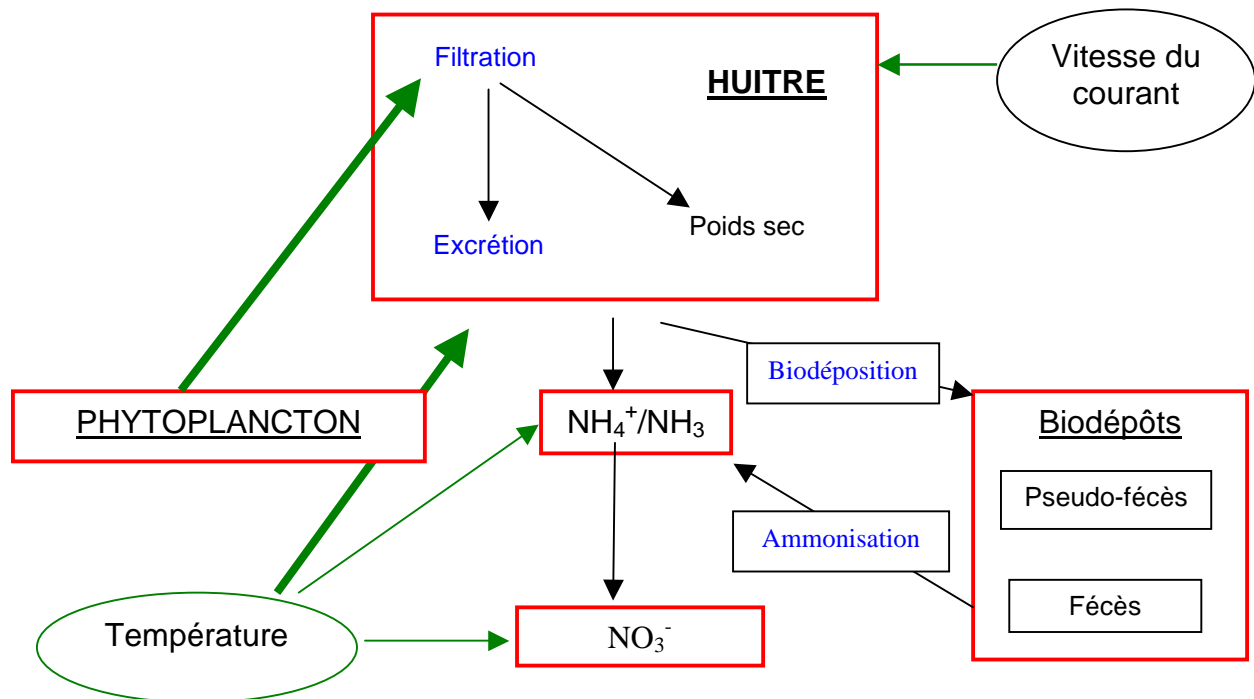 Filtration
HUITRE
Vitesse du
courant
Excrétion
Poids sec
Biodéposition
PHYTOPLANCTON
NH₄⁺/NH₃
Biodépôts
Pseudo-fécès
Ammonisation
Fécès
Température
NO₃⁻